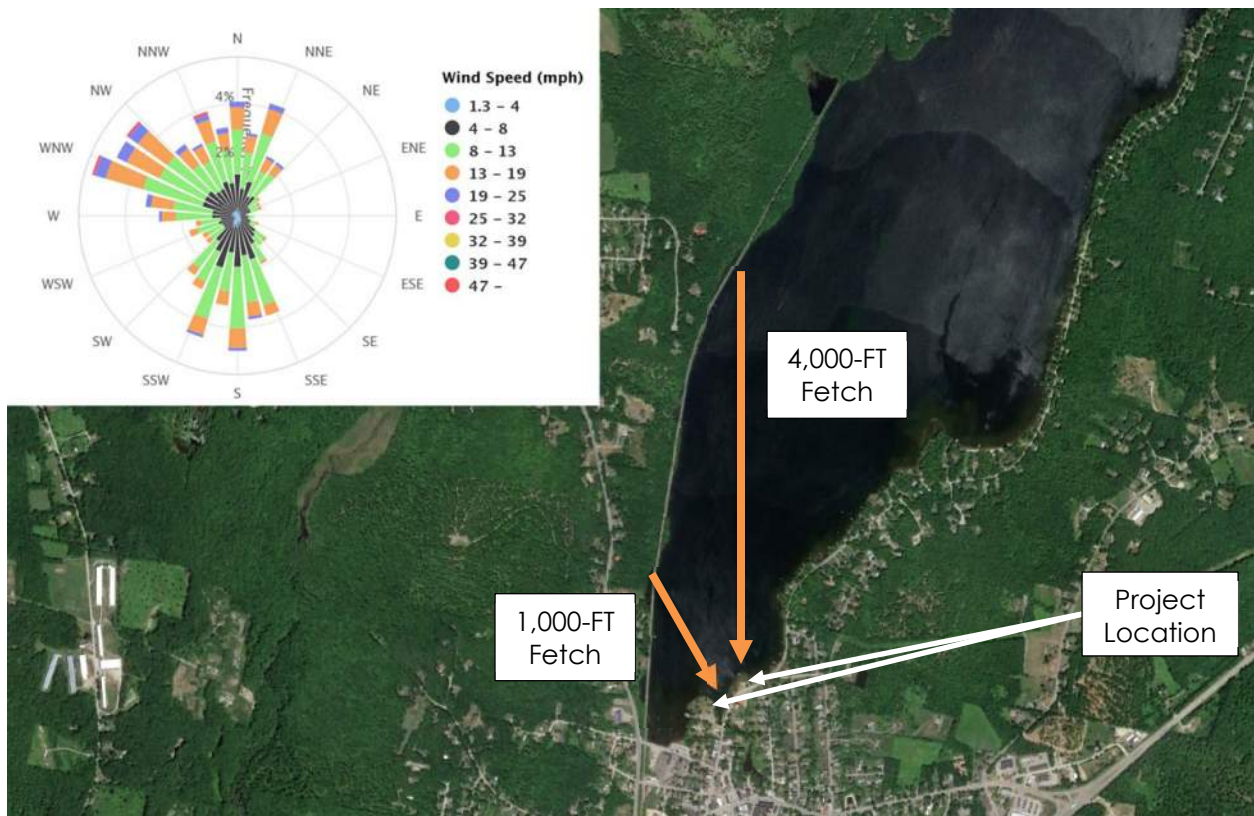 N
NNE
NE
ENE
E
ESE
SE
SSE
S
SSW
SW
WSW
W
WNW
NW
NNW
4%
2%
Wind Speed (mph)
1.3 – 4
4 – 8
8 – 13
13 – 19
19 – 25
25 – 32
32 – 39
39 – 47
47 –
4,000-FT
Fetch
1,000-FT
Fetch
Project
Location